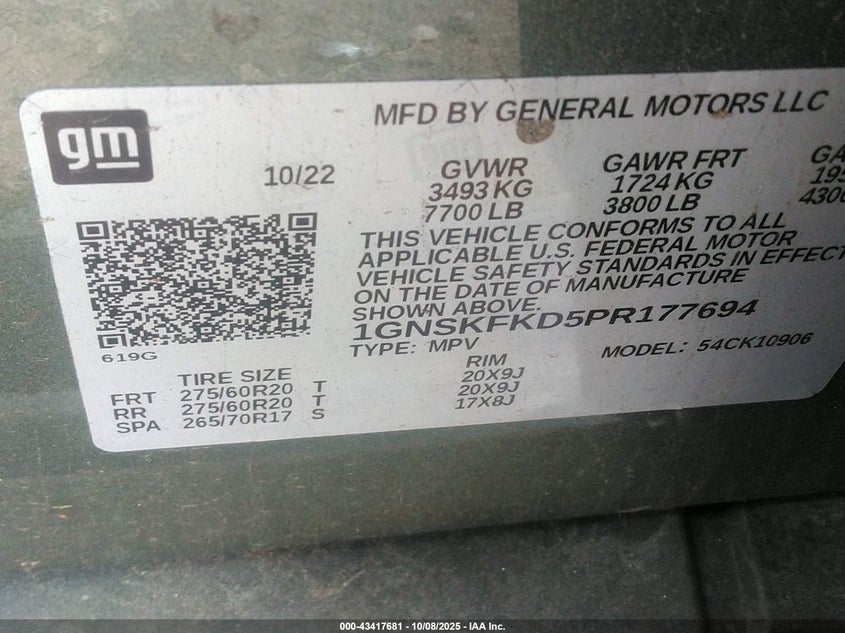 gm
MFD BY GENERAL MOTORS LLC
10/22
GVWR GAWR FRT GA
3493 KG 1724 KG 195
7700 LB 3800 LB 430
THIS VEHICLE CONFORMS TO ALL
APPLICABLE U.S. FEDERAL MOTOR
VEHICLE SAFETY STANDARDS IN EFFECT
ON THE DATE OF MANUFACTURE
SHOWN ABOVE.
1GNSKFKD5PR177694
619G
TYPE: MPV MODEL: 54CK10906
TIRE SIZE RIM
FRT 275/60R20 T 20X9J
RR 275/60R20 T 20X9J
SPA 265/70R17 S 17X8J
000-43417681 - 10/08/2025 - IAA Inc.